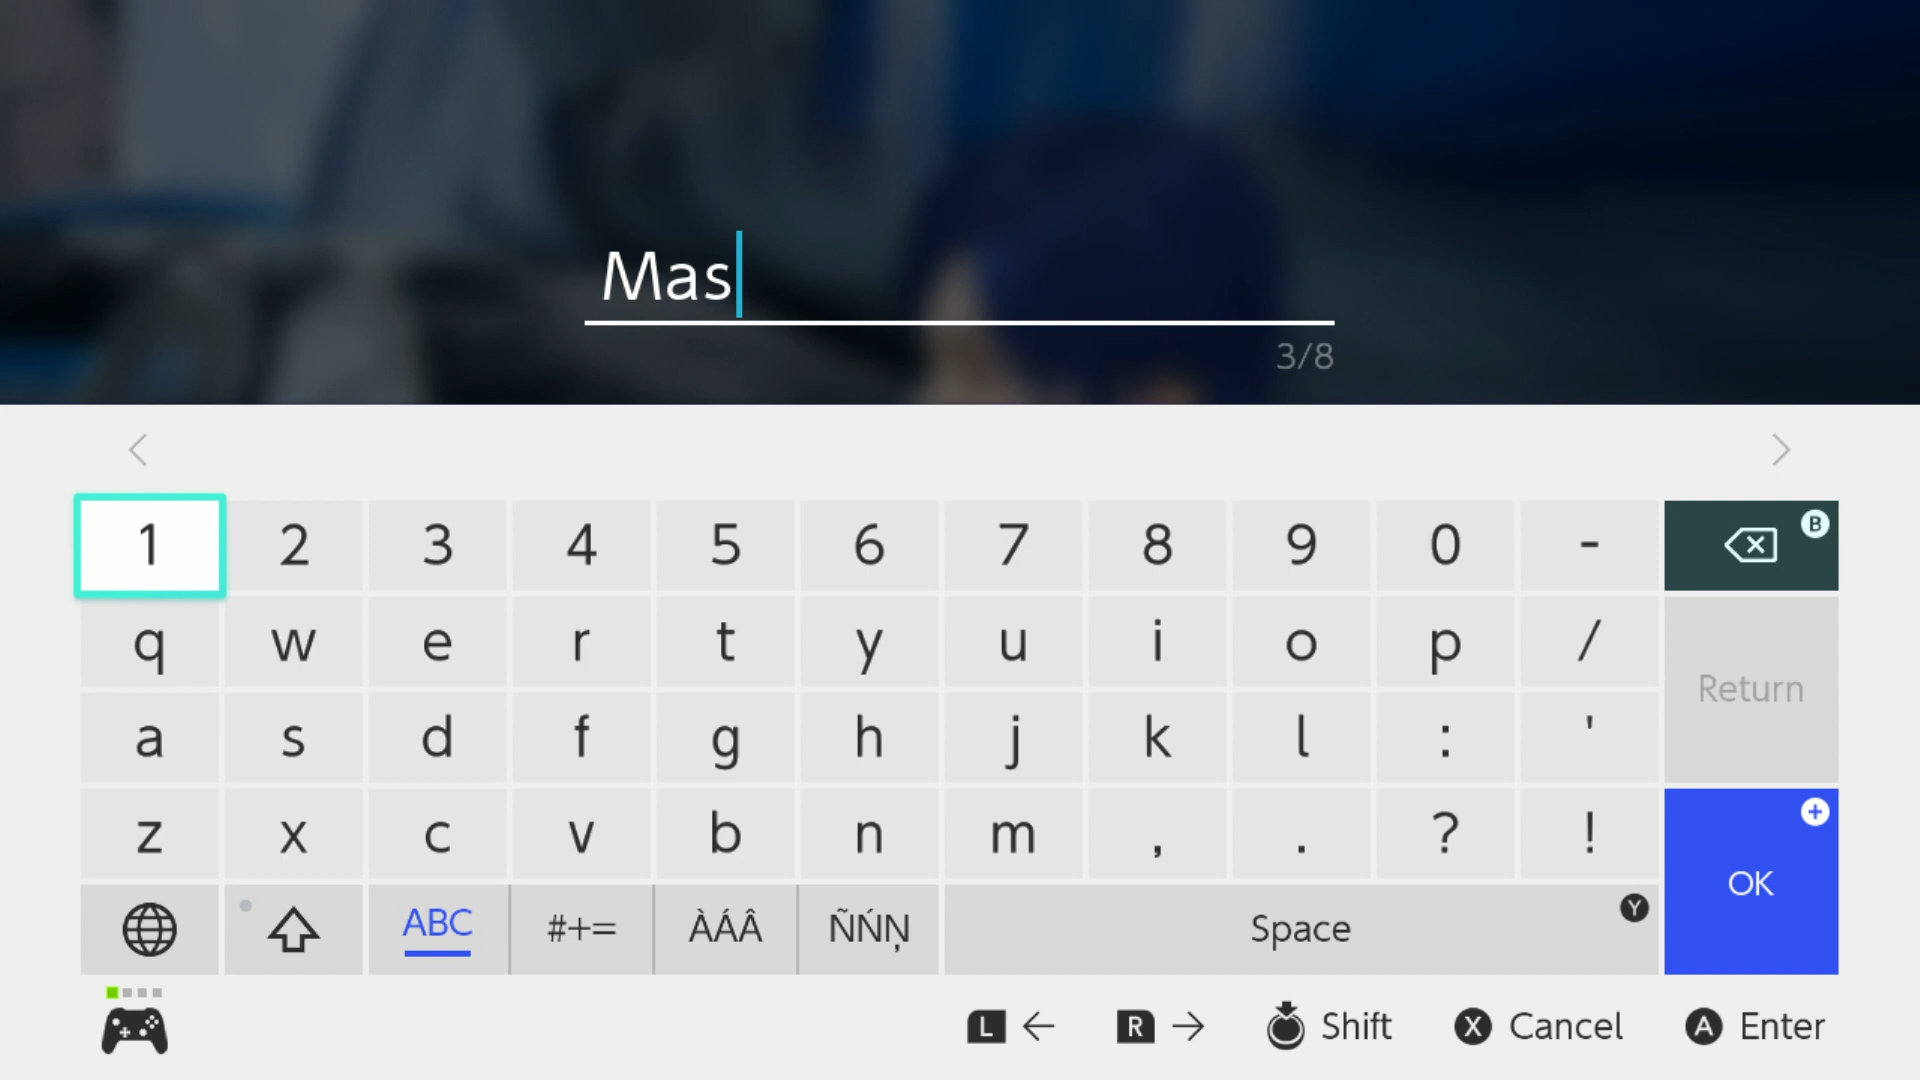 Mas
3/8
1 2 3 4 5 6 7 8 9 0 - B
q w e r t y u i o p /
Return
a s d f g h j k l : '
z x c v b n m , . ? ! +
OK
ABC #+= ÀÁÂ ÑŃŅ Space Y
L ← R → Shift X Cancel A Enter